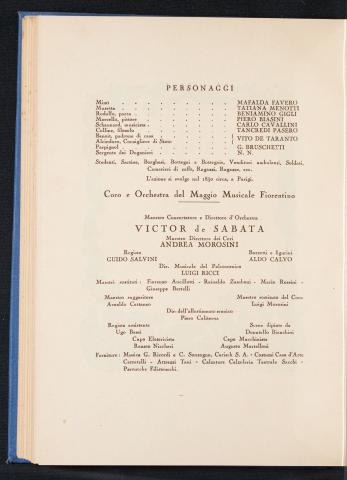 PERSONAGGI
Mimì . . . . . . . . . MAFALDA FAVERO
Musetta . . . . . . . . . TATIANA MENOTTI
Rodolfo, poeta . . . . . . . . . BENIAMINO GIGLI
Marcello, pittore . . . . . . . . . PIERO BIASINI
Schaunard, musicista . . . . . . . . . CARLO CAVALLINI
Colline, filosofo . . . . . . . . . TANCREDI PASERO
Benoit, padrone di casa . . . . . . . . .
Alcindoro, Consigliere di Stato . . . . VITO DE TARANTO
Parpignol . . . . . . . . . G. BRUSCHETTI
Sergente dei Doganieri . . . . . . . . . N. N.
Studenti, Sartine, Borghesi, Bottegai e Bottegaie, Venditori ambulanti, Soldati,
Camerieri di caffè, Ragazzi, Ragazze, ecc.
L'azione si svolge nel 1830 circa, a Parigi.
Coro e Orchestra del Maggio Musicale Fiorentino
Maestro Concertatore e Direttore d'Orchestra
VICTOR de SABATA
Maestro Direttore dei Cori
ANDREA MOROSINI
Regista
GUIDO SALVINI
Bozzetti e figurini
ALDO CALVO
Dir. Musicale del Palcoscenico
LUIGI RICCI
Maestri sostituti: Fiorenzo Ancillotti - Rainaldo Zamboni - Mario Rossini -
Giuseppe Bertelli
Maestro suggeritore
Arnaldo Cattaneo
Maestro sostituto del Coro
Luigi Morosini
Dir. dell'allestimento scenico
Piero Caliterna
Regista assistente
Ugo Bassi
Scene dipinte da
Donatello Bianchini
Capo Elettricista
Rosato Niccheri
Capo Macchinista
Augusto Martelloni
Forniture: Musica G. Ricordi e C. Sonzogno, Carisch S. A. - Costumi Casa d'Arte
Cerratelli - Attrezzi Tani - Calzature Calzoleria Teatrale Sacchi -
Parrucche Filistrucchi.